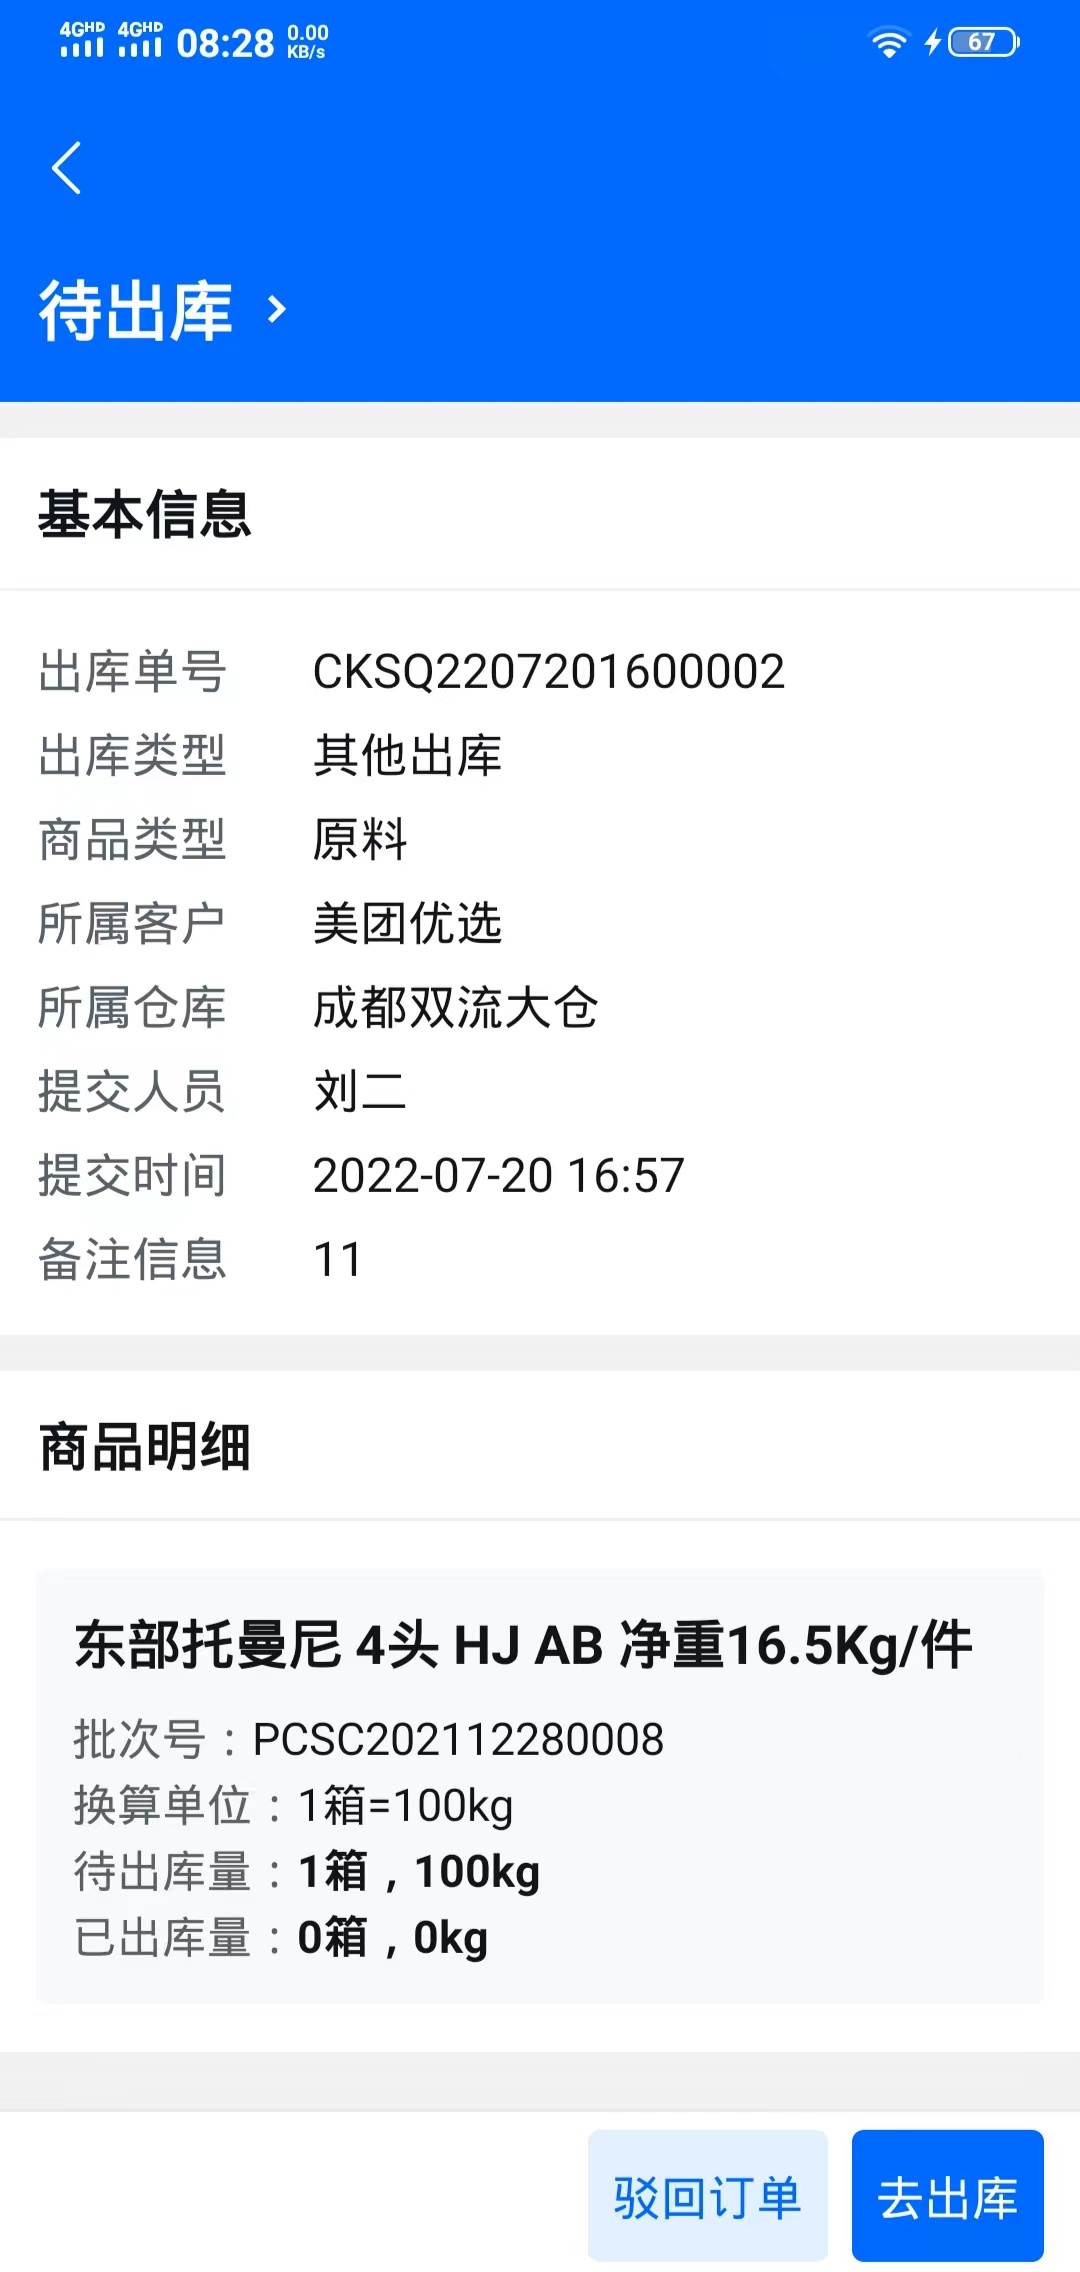 4GHD 4GHD 08:28 0.00 KB/s 67
待出库
基本信息
出库单号 CKSQ2207201600002
出库类型 其他出库
商品类型 原料
所属客户 美团优选
所属仓库 成都双流大仓
提交人员 刘二
提交时间 2022-07-20 16:57
备注信息 11
商品明细
东部托曼尼 4头 HJ AB 净重16.5Kg/件
批次号：PCSC202112280008
换算单位：1箱=100kg
待出库量：1箱，100kg
已出库量：0箱，0kg
驳回订单 去出库